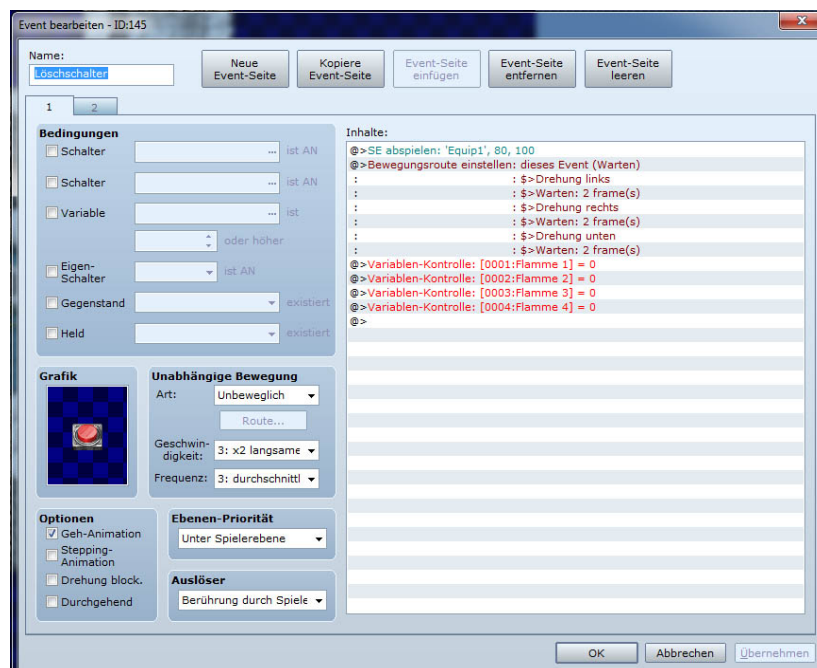 Event bearbeiten - ID:145
Name:
Löschschalter
Neue
Event-Seite
Kopiere
Event-Seite
Event-Seite
einfügen
Event-Seite
entfernen
Event-Seite
leeren
1
2
Bedingungen
Schalter
... ist AN
Schalter
... ist AN
Variable
... ist
oder höher
Eigen-
Schalter
ist AN
Gegenstand
existiert
Held
existiert
Grafik
Unabhängige Bewegung
Art:
Unbeweglich
Route...
Geschwin-
digkeit:
3: x2 langsame
Frequenz:
3: durchschnittl
Optionen
Geh-Animation
Stepping-
Animation
Drehung block.
Durchgehend
Ebenen-Priorität
Unter Spielerebene
Auslöser
Berührung durch Spiele
Inhalte:
@>SE abspielen: 'Equip1', 80, 100
@>Bewegungsroute einstellen: dieses Event (Warten)
: : $>Drehung links
: : $>Warten: 2 frame(s)
: : $>Drehung rechts
: : $>Warten: 2 frame(s)
: : $>Drehung unten
: : $>Warten: 2 frame(s)
@>Variablen-Kontrolle: [0001:Flamme 1] = 0
@>Variablen-Kontrolle: [0002:Flamme 2] = 0
@>Variablen-Kontrolle: [0003:Flamme 3] = 0
@>Variablen-Kontrolle: [0004:Flamme 4] = 0
@>
OK
Abbrechen
Übernehmen